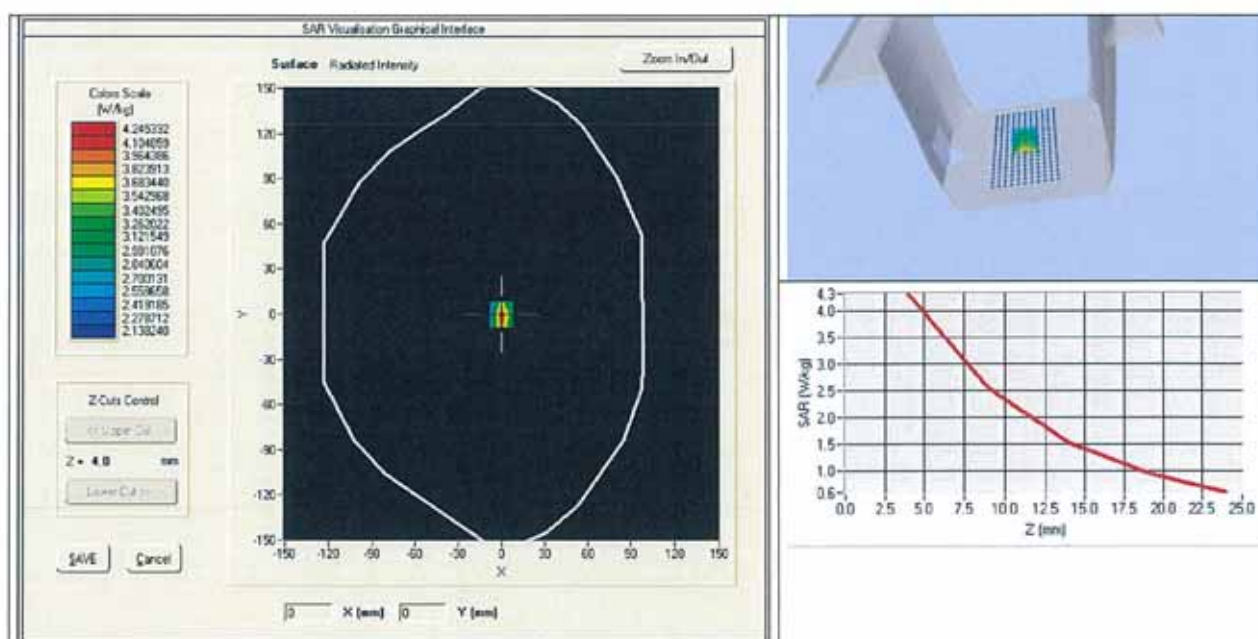 SAR Visualisation Graphical Interface
Surface Radiated Intensity
Zoom In/Out
Colors Scale
(W/kg)
4.245332
4.104859
3.964386
3.823913
3.683440
3.542968
3.402495
3.262022
3.121549
2.981076
2.840604
2.700131
2.559658
2.419185
2.278712
2.138240
Z-Cuts Control
<< Upper Cut
Z = 4.0 mm
Lower Cut >>
SAVE Cancel
150
120
90
60
30
0
-30
-60
-90
-120
-150
Y
-150 -120 -90 -60 -30 0 30 60 90 120 150
X
0 X (mm) 0 Y (mm)
SAR (W/kg)
4.3
4.0
3.5
3.0
2.5
2.0
1.5
1.0
0.6
0.0 2.5 5.0 7.5 10.0 12.5 15.0 17.5 20.0 22.5 25.0
Z (mm)